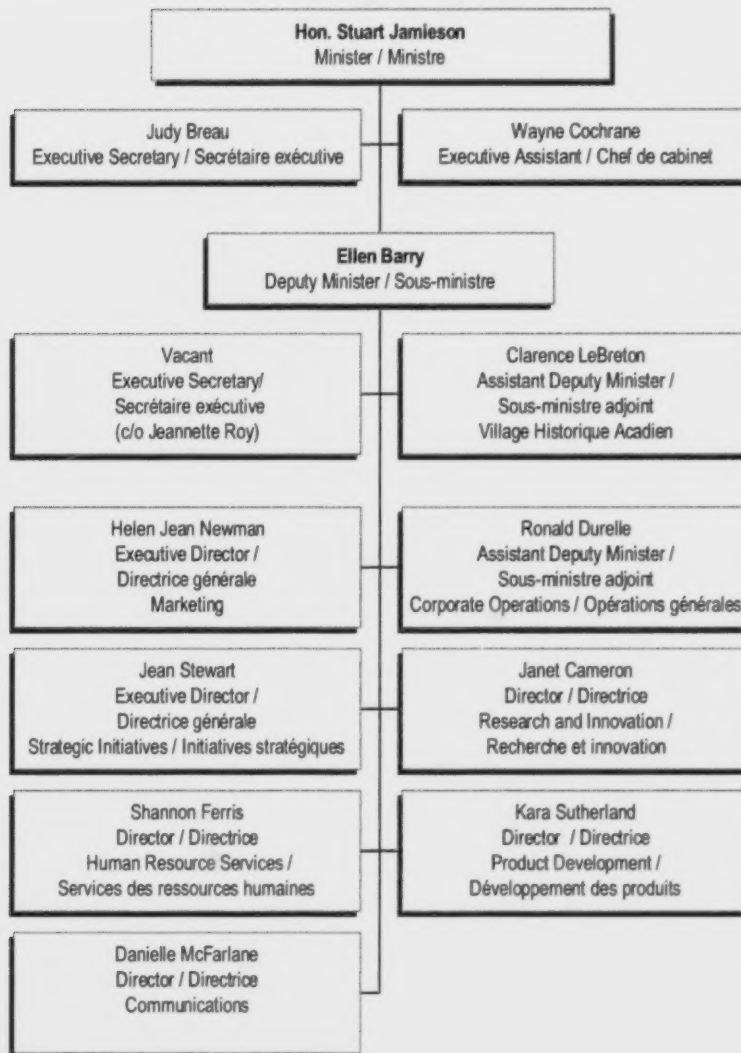 Hon. Stuart Jamieson
Minister / Ministre
Judy Breau
Executive Secretary / Secrétaire exécutive
Wayne Cochrane
Executive Assistant / Chef de cabinet
Ellen Barry
Deputy Minister / Sous-ministre
Vacant
Executive Secretary/
Secrétaire exécutive
(c/o Jeannette Roy)
Clarence LeBreton
Assistant Deputy Minister /
Sous-ministre adjoint
Village Historique Acadien
Helen Jean Newman
Executive Director /
Directrice générale
Marketing
Ronald Durelle
Assistant Deputy Minister /
Sous-ministre adjoint
Corporate Operations / Opérations générales
Jean Stewart
Executive Director /
Directrice générale
Strategic Initiatives / Initiatives stratégiques
Janet Cameron
Director / Directrice
Research and Innovation /
Recherche et innovation
Shannon Ferris
Director / Directrice
Human Resource Services /
Services des ressources humaines
Kara Sutherland
Director / Directrice
Product Development /
Développement des produits
Danielle McFarlane
Director / Directrice
Communications